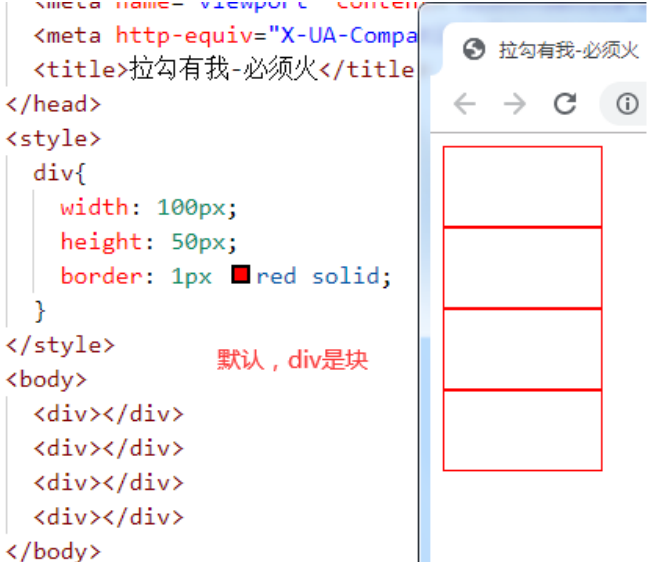 <meta name="viewport" conten
<meta http-equiv="X-UA-Compa
<title>拉勾有我-必须火</title
</head>
<style>
div{
width: 100px;
height: 50px;
border: 1px red solid;
}
</style>
默认，div是块
<body>
<div></div>
<div></div>
<div></div>
<div></div>
</body>
拉勾有我-必须火